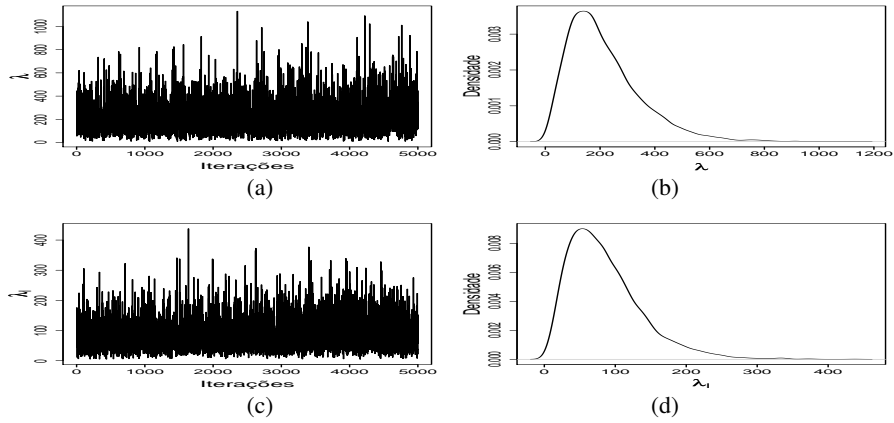 λ
0 200 400 600 800 1000
0 1000 2000 3000 4000 5000
Iterações
(a)
Densidade
0.000 0.001 0.002 0.003
0 200 400 600 800 1000 1200
λ
(b)
λI
0 100 200 300 400
0 1000 2000 3000 4000 5000
Iterações
(c)
Densidade
0.000 0.002 0.004 0.006 0.008
0 100 200 300 400
λI
(d)